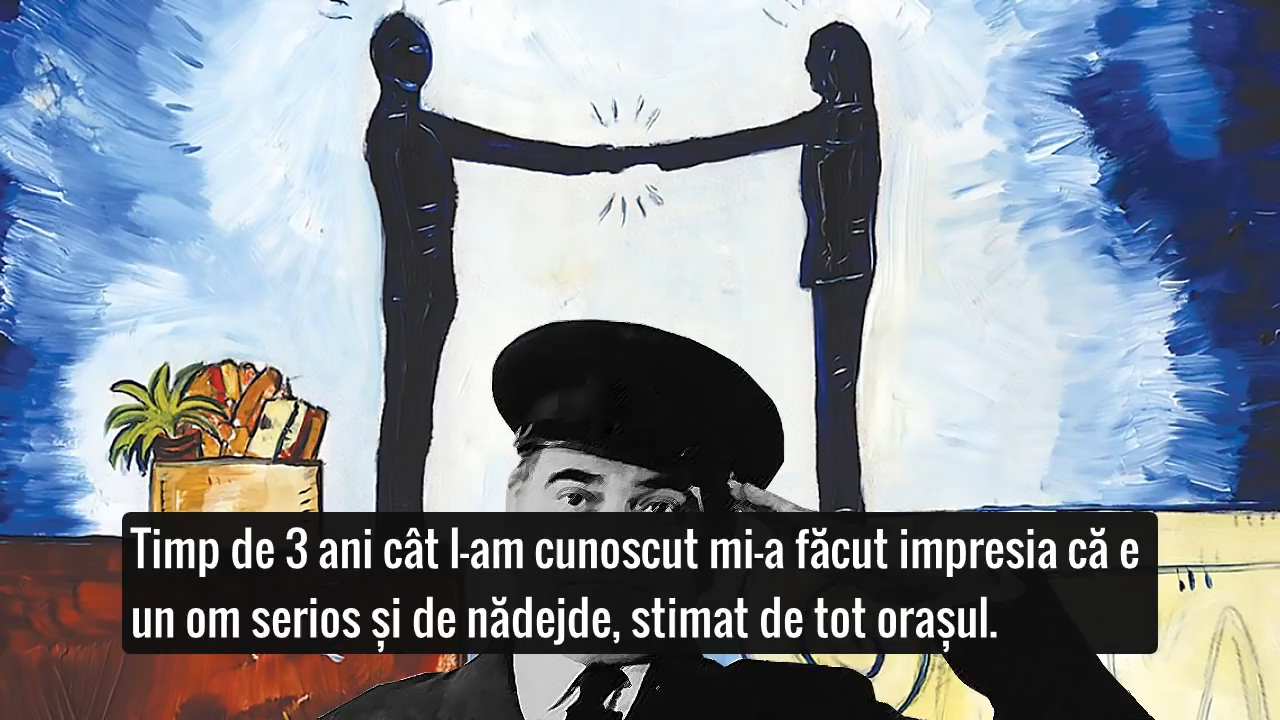 Timp de 3 ani cât l-am cunoscut mi-a făcut impresia că e
un om serios și de nădejde, stimat de tot orașul.